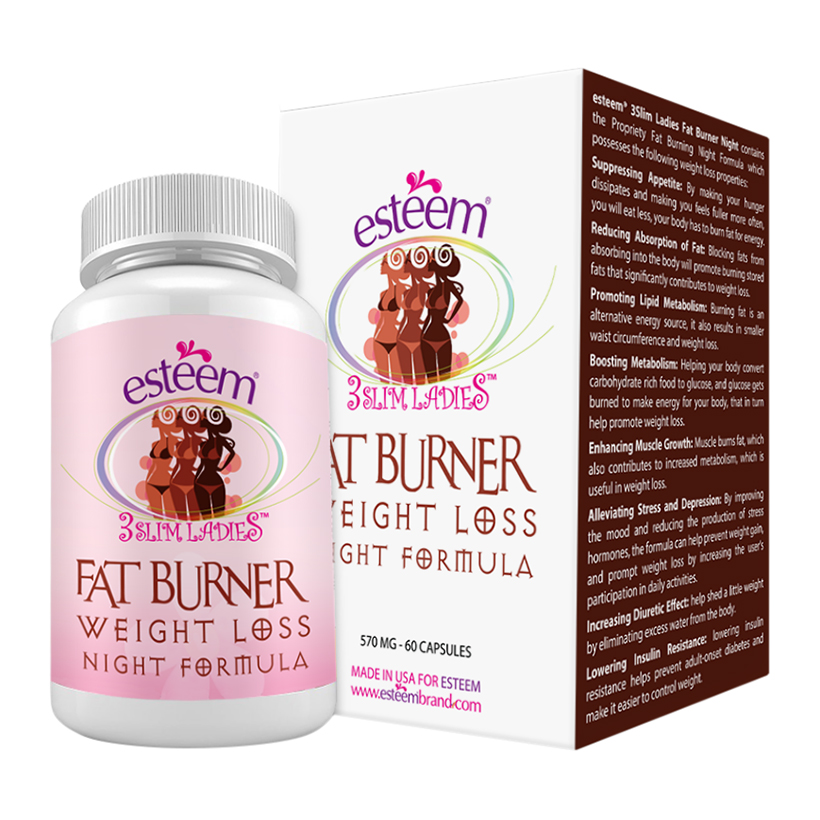 esteem®
3 SLIM LADIES™
FAT BURNER
WEIGHT LOSS
NIGHT FORMULA
esteem®
3 SLIM LADIES™
AT BURNER
EIGHT LOSS
GHT FORMULA
570 MG - 60 CAPSULES
MADE IN USA FOR ESTEEM
www.esteembrand.com
esteem® 3Slim Ladies Fat Burner Night contains
the Propriety Fat Burning Night Formula which
possesses the following weight loss properties:
Suppressing Appetite: By making your hunger
dissipates and making you feels fuller more often,
you will eat less, your body has to burn fat for energy.
Reducing Absorption of Fat: Blocking fats from
absorbing into the body will promote burning stored
fats that significantly contributes to weight loss.
Promoting Lipid Metabolism: Burning fat is an
alternative energy source, it also results in smaller
waist circumference and weight loss.
Boosting Metabolism: Helping your body convert
carbohydrate rich food to glucose, and glucose gets
burned to make energy for your body, that in turn
help promote weight loss.
Enhancing Muscle Growth: Muscle burns fat, which
also contributes to increased metabolism, which is
useful in weight loss.
Alleviating Stress and Depression: By improving
the mood and reducing the production of stress
hormones, the formula can help prevent weight gain,
and prompt weight loss by increasing the user's
participation in daily activities.
Increasing Diuretic Effect: help shed a little weight
by eliminating excess water from the body.
Lowering Insulin Resistance: lowering insulin
resistance helps prevent adult-onset diabetes and
make it easier to control weight.